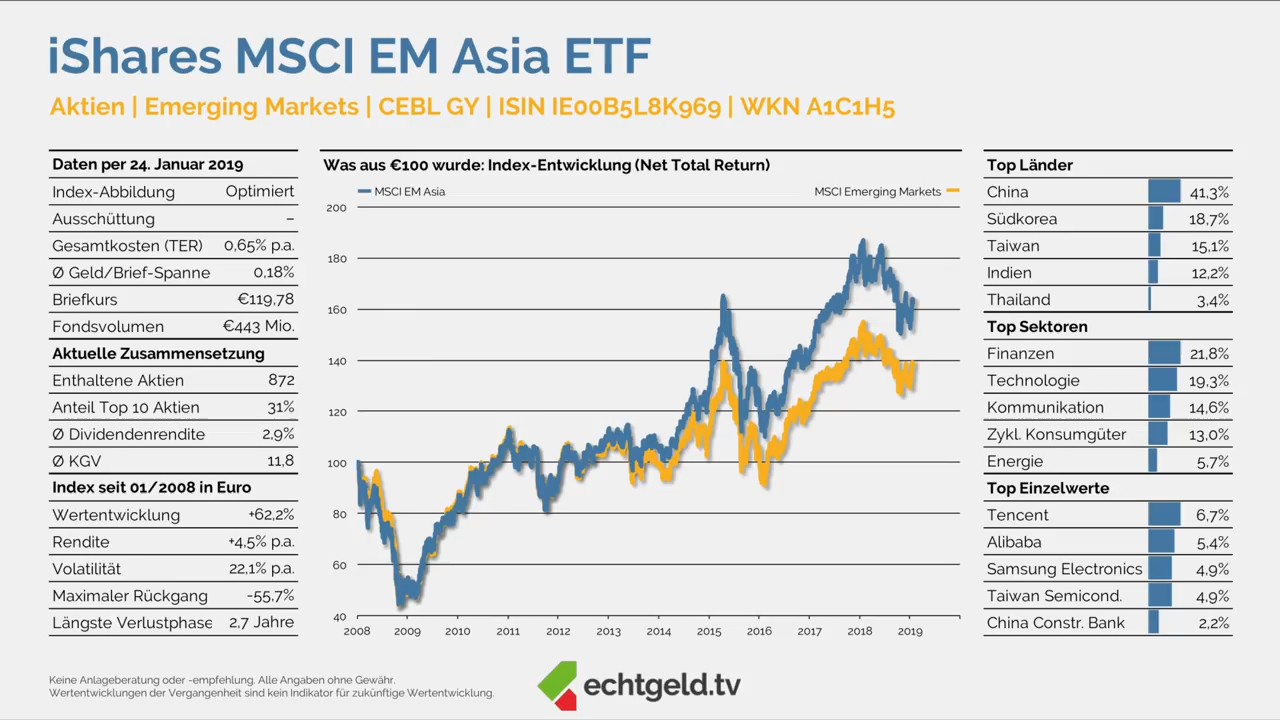 iShares MSCI EM Asia ETF
Aktien | Emerging Markets | CEBL GY | ISIN IE00B5L8K969 | WKN A1C1H5
Daten per 24. Januar 2019
Index-Abbildung Optimiert
Ausschüttung –
Gesamtkosten (TER) 0,65% p.a.
Ø Geld/Brief-Spanne 0,18%
Briefkurs €119,78
Fondsvolumen €443 Mio.
Aktuelle Zusammensetzung
Enthaltene Aktien 872
Anteil Top 10 Aktien 31%
Ø Dividendenrendite 2,9%
Ø KGV 11,8
Index seit 01/2008 in Euro
Wertentwicklung +62,2%
Rendite +4,5% p.a.
Volatilität 22,1% p.a.
Maximaler Rückgang -55,7%
Längste Verlustphase 2,7 Jahre
Was aus €100 wurde: Index-Entwicklung (Net Total Return)
MSCI EM Asia MSCI Emerging Markets
200
180
160
140
120
100
80
60
40
2008 2009 2010 2011 2012 2013 2014 2015 2016 2017 2018 2019
Top Länder
China 41,3%
Südkorea 18,7%
Taiwan 15,1%
Indien 12,2%
Thailand 3,4%
Top Sektoren
Finanzen 21,8%
Technologie 19,3%
Kommunikation 14,6%
Zykl. Konsumgüter 13,0%
Energie 5,7%
Top Einzelwerte
Tencent 6,7%
Alibaba 5,4%
Samsung Electronics 4,9%
Taiwan Semicond. 4,9%
China Constr. Bank 2,2%
Keine Anlageberatung oder -empfehlung. Alle Angaben ohne Gewähr.
Wertentwicklungen der Vergangenheit sind kein Indikator für zukünftige Wertentwicklung.
echtgeld.tv